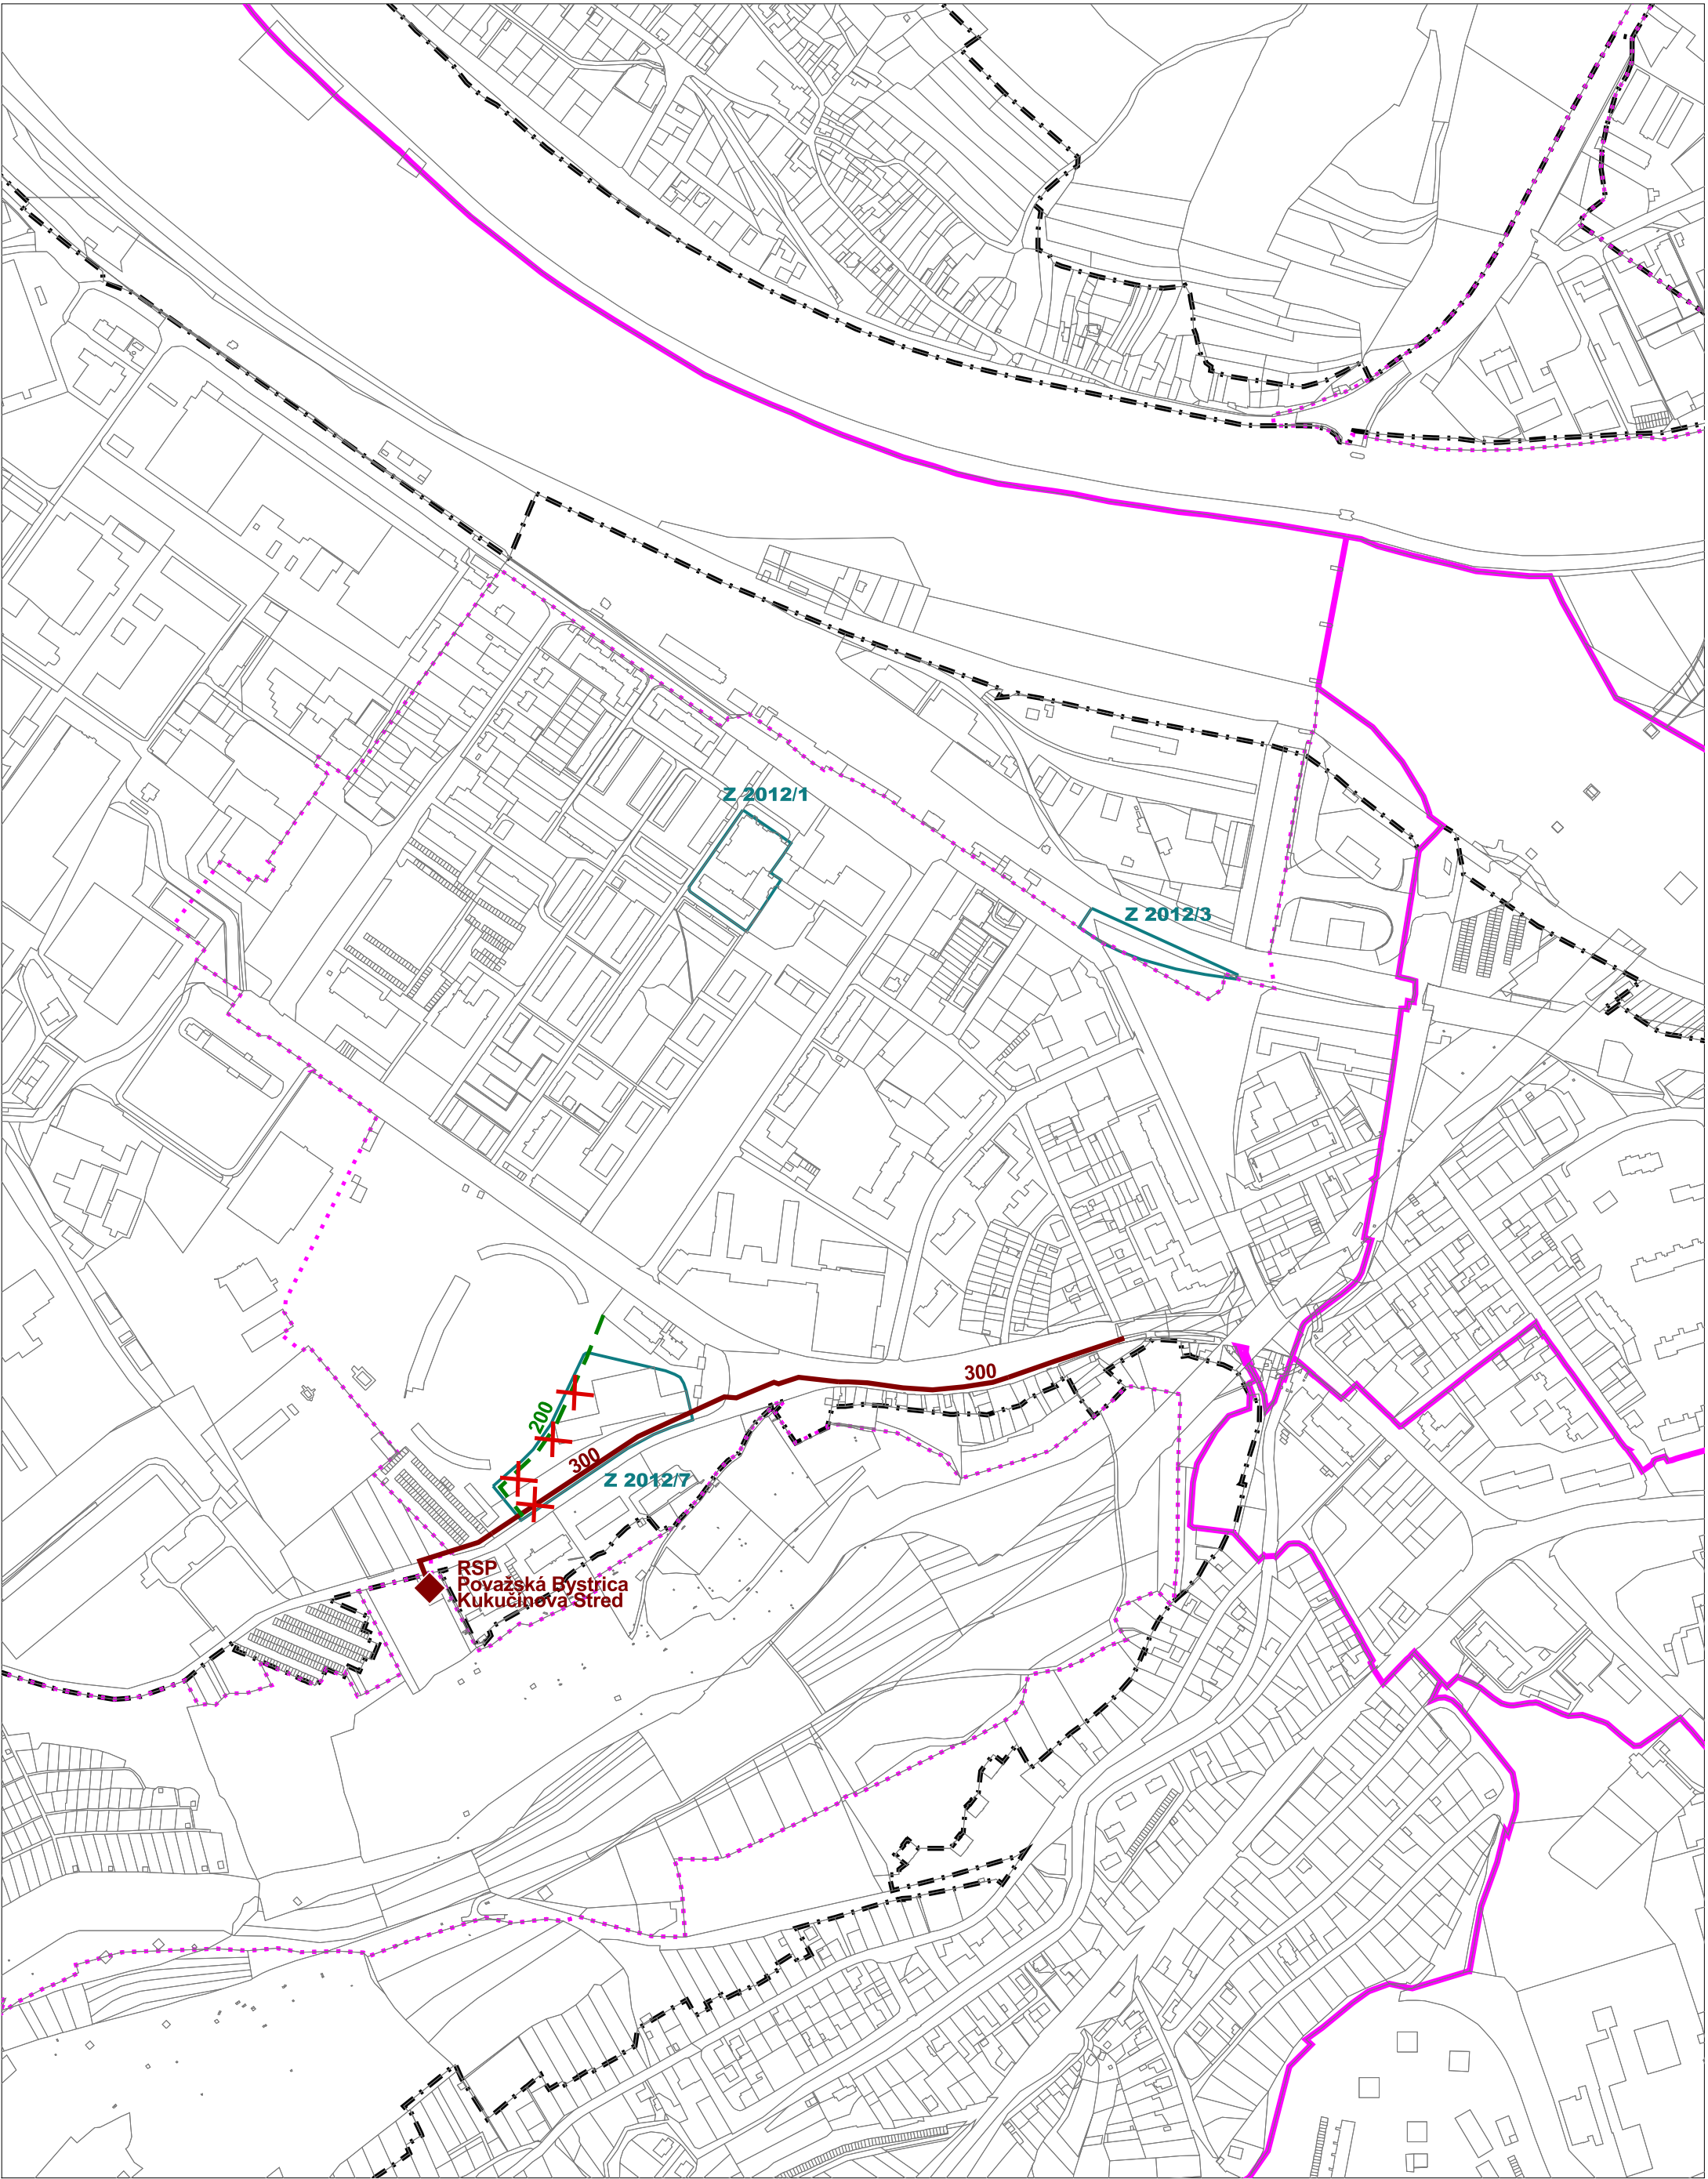 Z 2012/1
Z 2012/3
300
200
300
Z 2012/7
RSP
Považská Bystrica
Kukučínova Stred